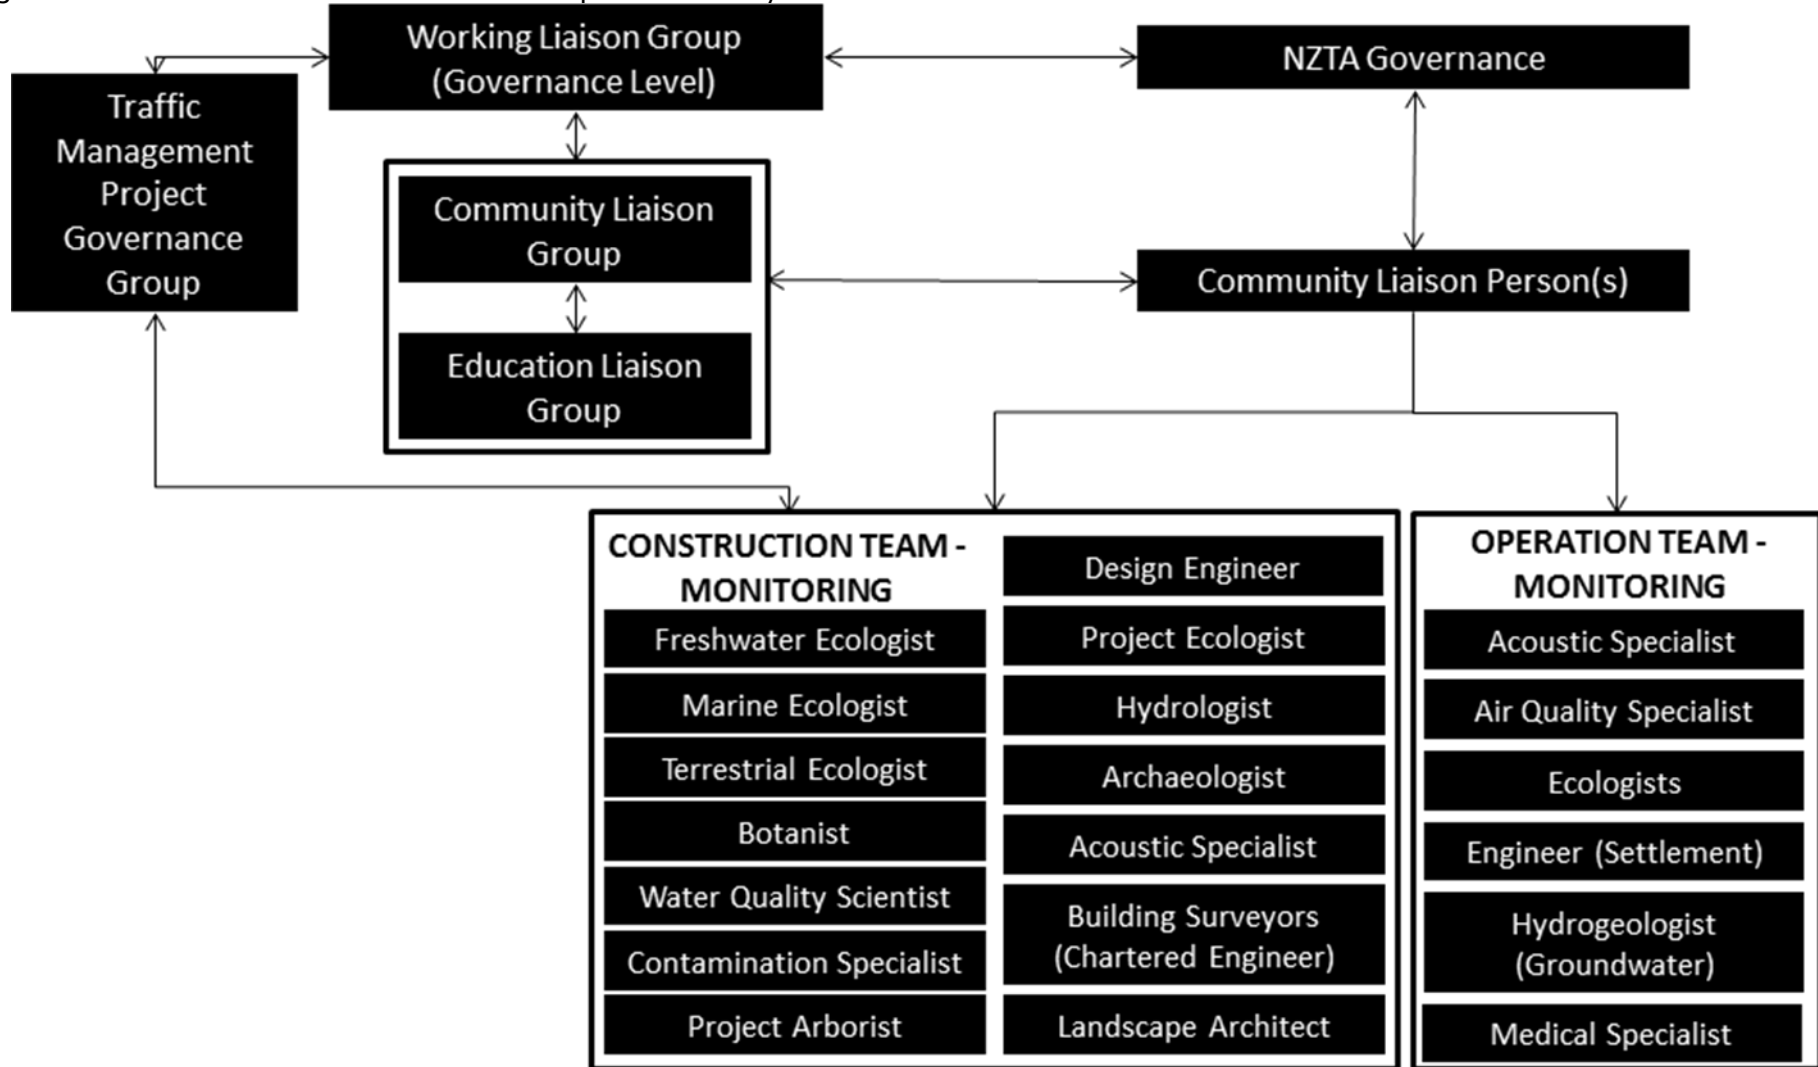 Working Liaison Group
(Governance Level)
NZTA Governance
Traffic
Management
Project
Governance
Group
Community Liaison
Group
Community Liaison Person(s)
Education Liaison
Group
CONSTRUCTION TEAM -
MONITORING
Freshwater Ecologist
Marine Ecologist
Terrestrial Ecologist
Botanist
Water Quality Scientist
Contamination Specialist
Project Arborist
Design Engineer
Project Ecologist
Hydrologist
Archaeologist
Acoustic Specialist
Building Surveyors
(Chartered Engineer)
Landscape Architect
OPERATION TEAM -
MONITORING
Acoustic Specialist
Air Quality Specialist
Ecologists
Engineer (Settlement)
Hydrogeologist
(Groundwater)
Medical Specialist